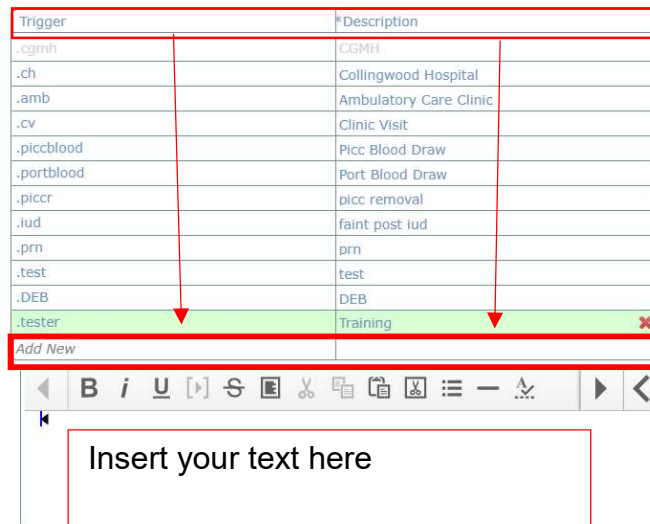 Trigger *Description
.cgmh CGMH
.ch Collingwood Hospital
.amb Ambulatory Care Clinic
.cv Clinic Visit
.piccblood Picc Blood Draw
.portblood Port Blood Draw
.piccr picc removal
.iud faint post iud
.prn prn
.test test
.DEB DEB
.tester Training
Add New
B i U S
Insert your text here